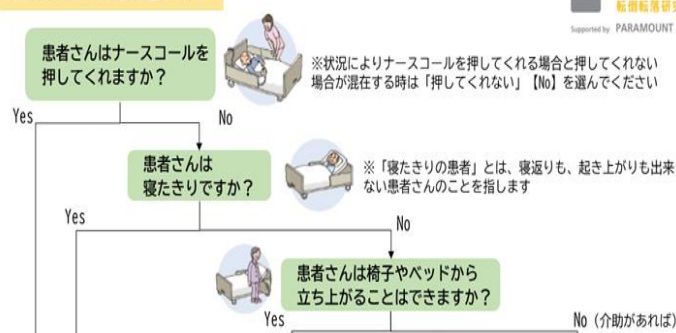 転倒転落研究
Supported by PARAMOUNT
患者さんはナースコールを
押してくれますか？
※状況によりナースコールを押してくれる場合と押してくれない
場合が混在する時は「押してくれない」【No】を選んでください
Yes
No
患者さんは
寝たきりですか？
※「寝たきりの患者」とは、寝返りも、起き上がりも出来
ない患者さんのことを指します
Yes
No
患者さんは椅子やベッドから
立ち上がることはできますか？
Yes
No（介助があれば）